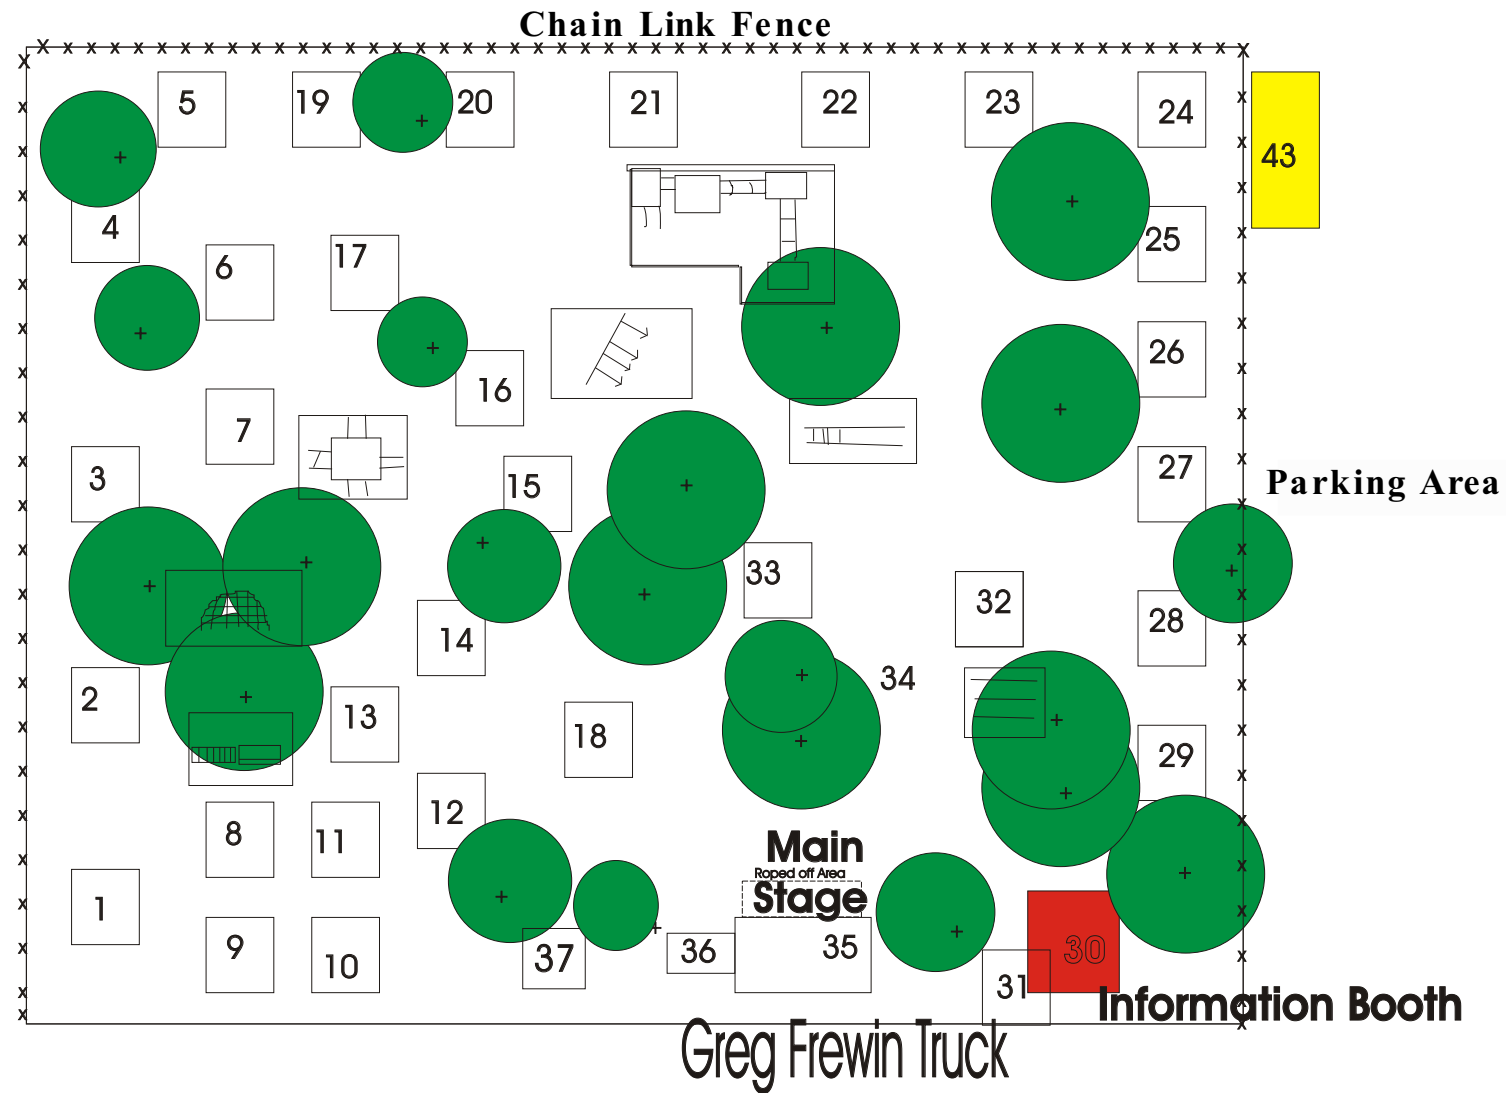 Chain Link Fence
5 19 20 21 22 23 24
43
4 6 17 25
26
16
7
3 15 27
Parking Area
33
32
28
14
34
2 13 18
29
12
8 11
Main
Roped off Area
Stage
1
9 10 37 36 35 30
31
Information Booth
Greg Frewin Truck